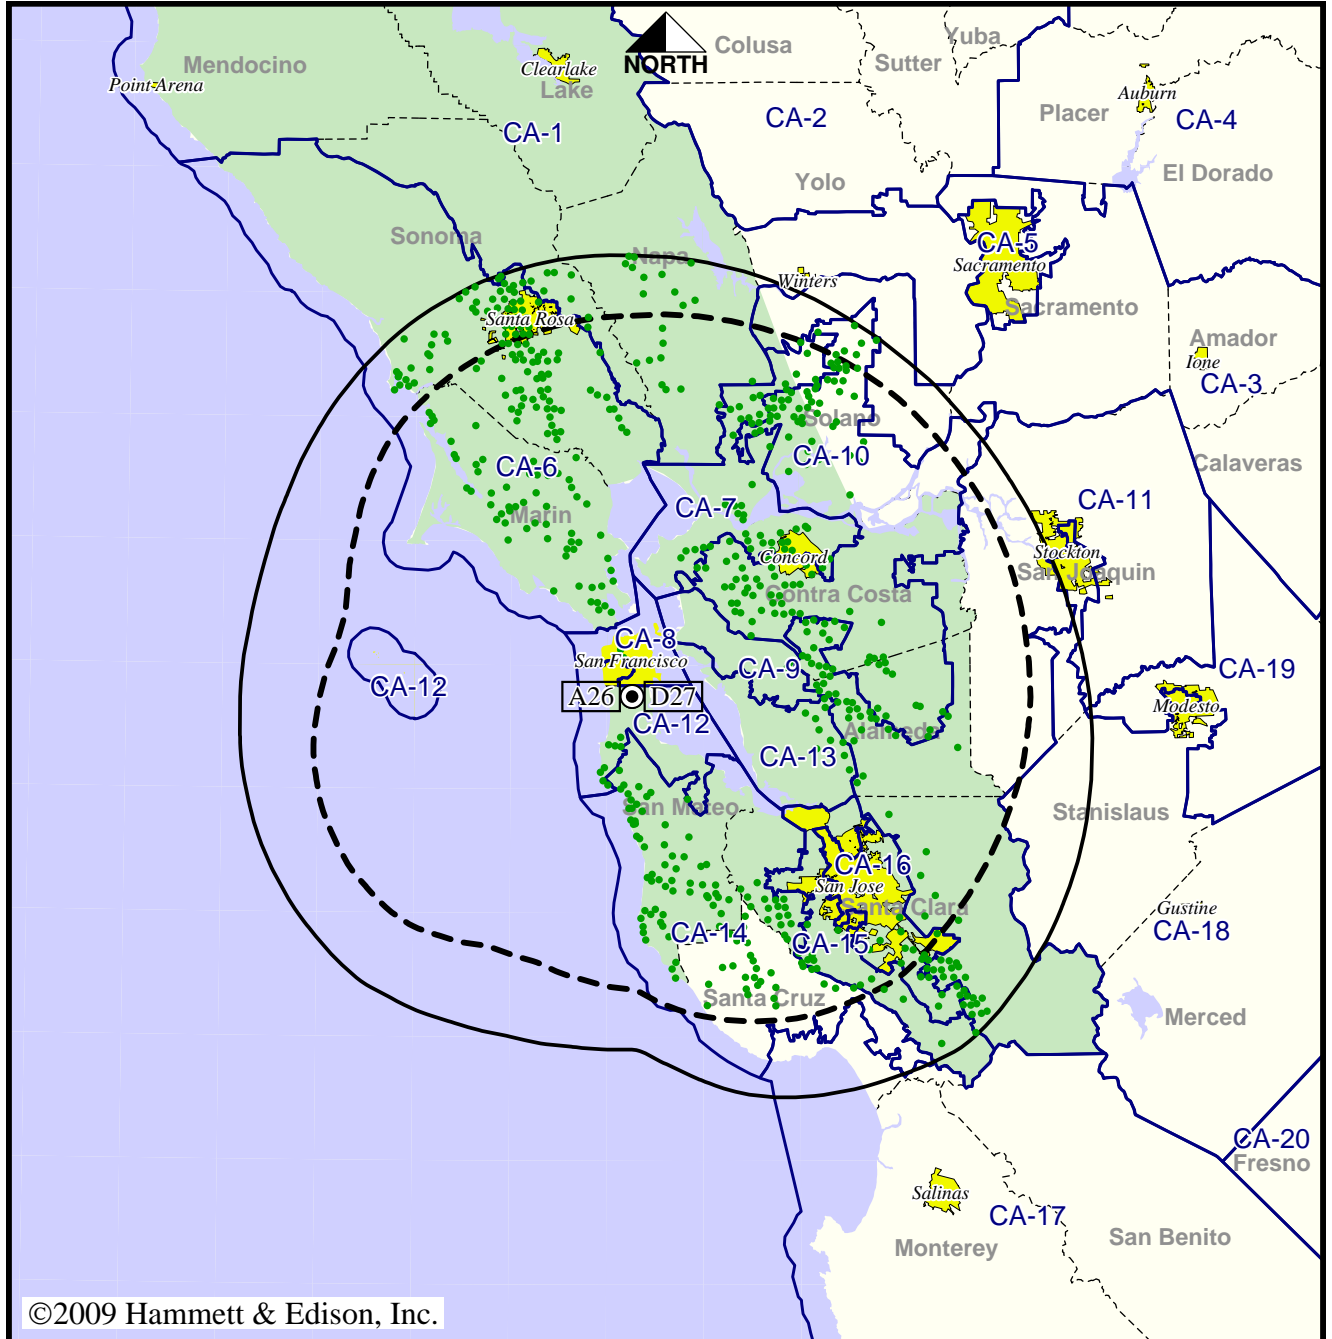 NORTH
Colusa
Yuba
Sutter
Mendocino
Point Arena
Clearlake
Lake
CA-1
CA-2
Placer
Auburn
CA-4
Yolo
El Dorado
Sonoma
Napa
CA-5
Sacramento
Winters
Sacramento
Santa Rosa
Amador
Ione
CA-3
Solano
CA-10
Calaveras
CA-6
CA-7
CA-11
Marin
Concord
Stockton
San Joaquin
Contra Costa
CA-8
San Francisco
CA-9
CA-19
CA-12
A26
D27
CA-12
Modesto
Alameda
CA-13
San Mateo
Stanislaus
CA-16
San Jose
Santa Clara
Gustine
CA-18
CA-14
CA-15
Santa Cruz
Merced
CA-20
Fresno
Salinas
CA-17
Monterey
San Benito
©2009 Hammett & Edison, Inc.